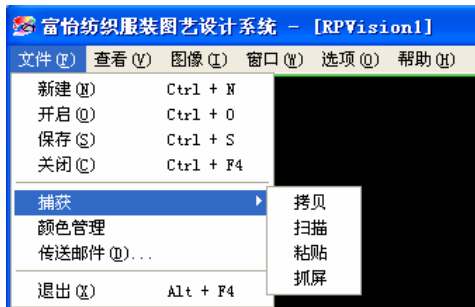 富怡纺织服装图艺设计系统 - [RPVision1]
文件(F) 查看(V) 图像(I) 窗口(W) 选项(O) 帮助(H)
新建(N) Ctrl + N
开启(O) Ctrl + O
保存(S) Ctrl + S
关闭(C) Ctrl + F4
捕获
拷贝
颜色管理
扫描
传送邮件(D)...
粘贴
抓屏
退出(X) Alt + F4